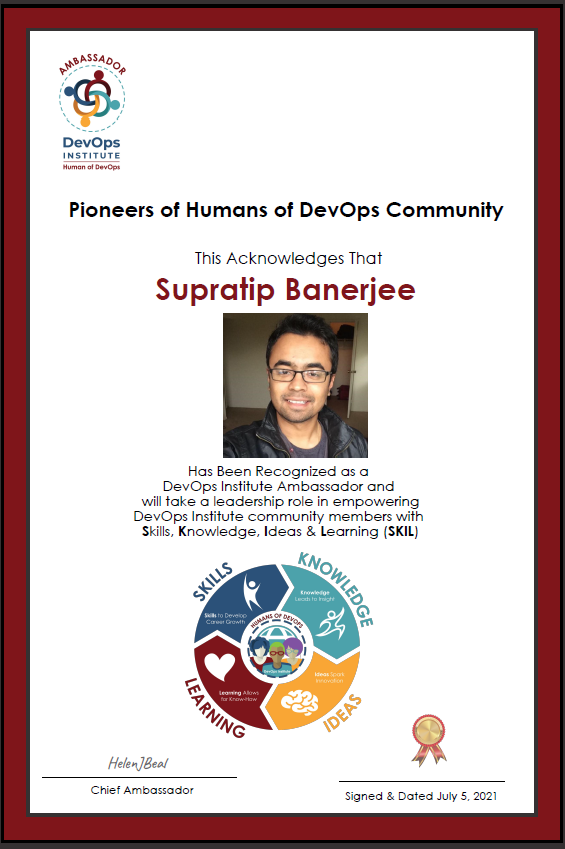 AMBASSADOR
DevOps
INSTITUTE
Human of DevOps
Pioneers of Humans of DevOps Community
This Acknowledges That
Supratip Banerjee
Has Been Recognized as a
DevOps Institute Ambassador and
will take a leadership role in empowering
DevOps Institute community members with
Skills, Knowledge, Ideas & Learning (SKIL)
SKILLS
KNOWLEDGE
Skills to Develop
Career Growth
Knowledge
Leads to Insight
HUMANS OF DEVOPS
DevOps Institute
Learning Allows
for Know-How
Ideas Spark
Innovation
LEARNING
IDEAS
HelenJBeal
Chief Ambassador
Signed & Dated July 5, 2021